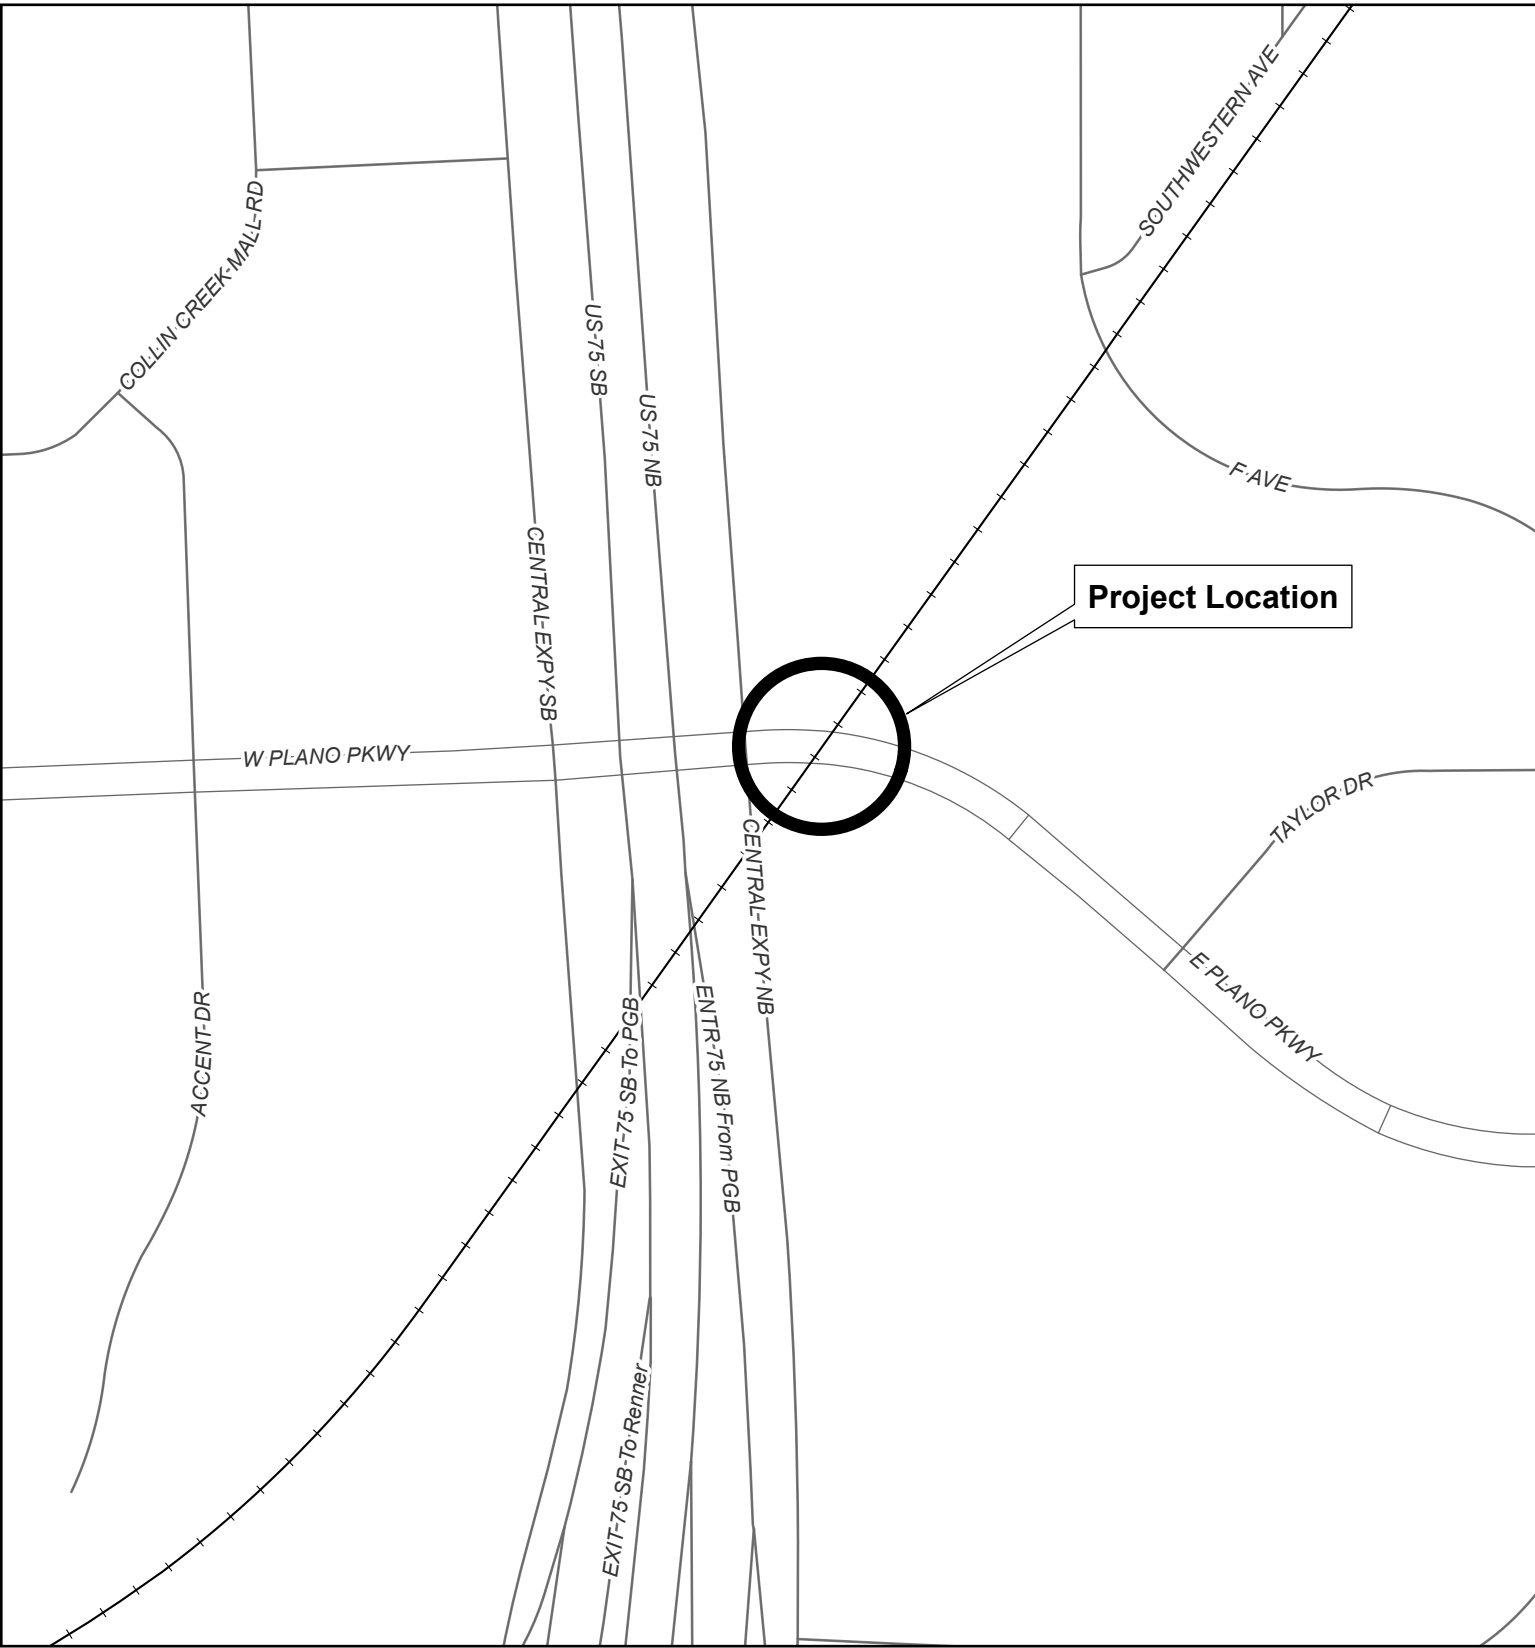 SOUTHWESTERN AVE
COLLIN CREEK MALL RD
US-75 SB
US-75 NB
F AVE
CENTRAL EXPY SB
Project Location
W PLANO PKWY
TAYLOR DR
CENTRAL EXPY NB
E PLANO PKWY
ACCENT DR
EXIT-75 SB-To PGB
ENTR-75 NB From PGB
EXIT-75 SB-To Renner